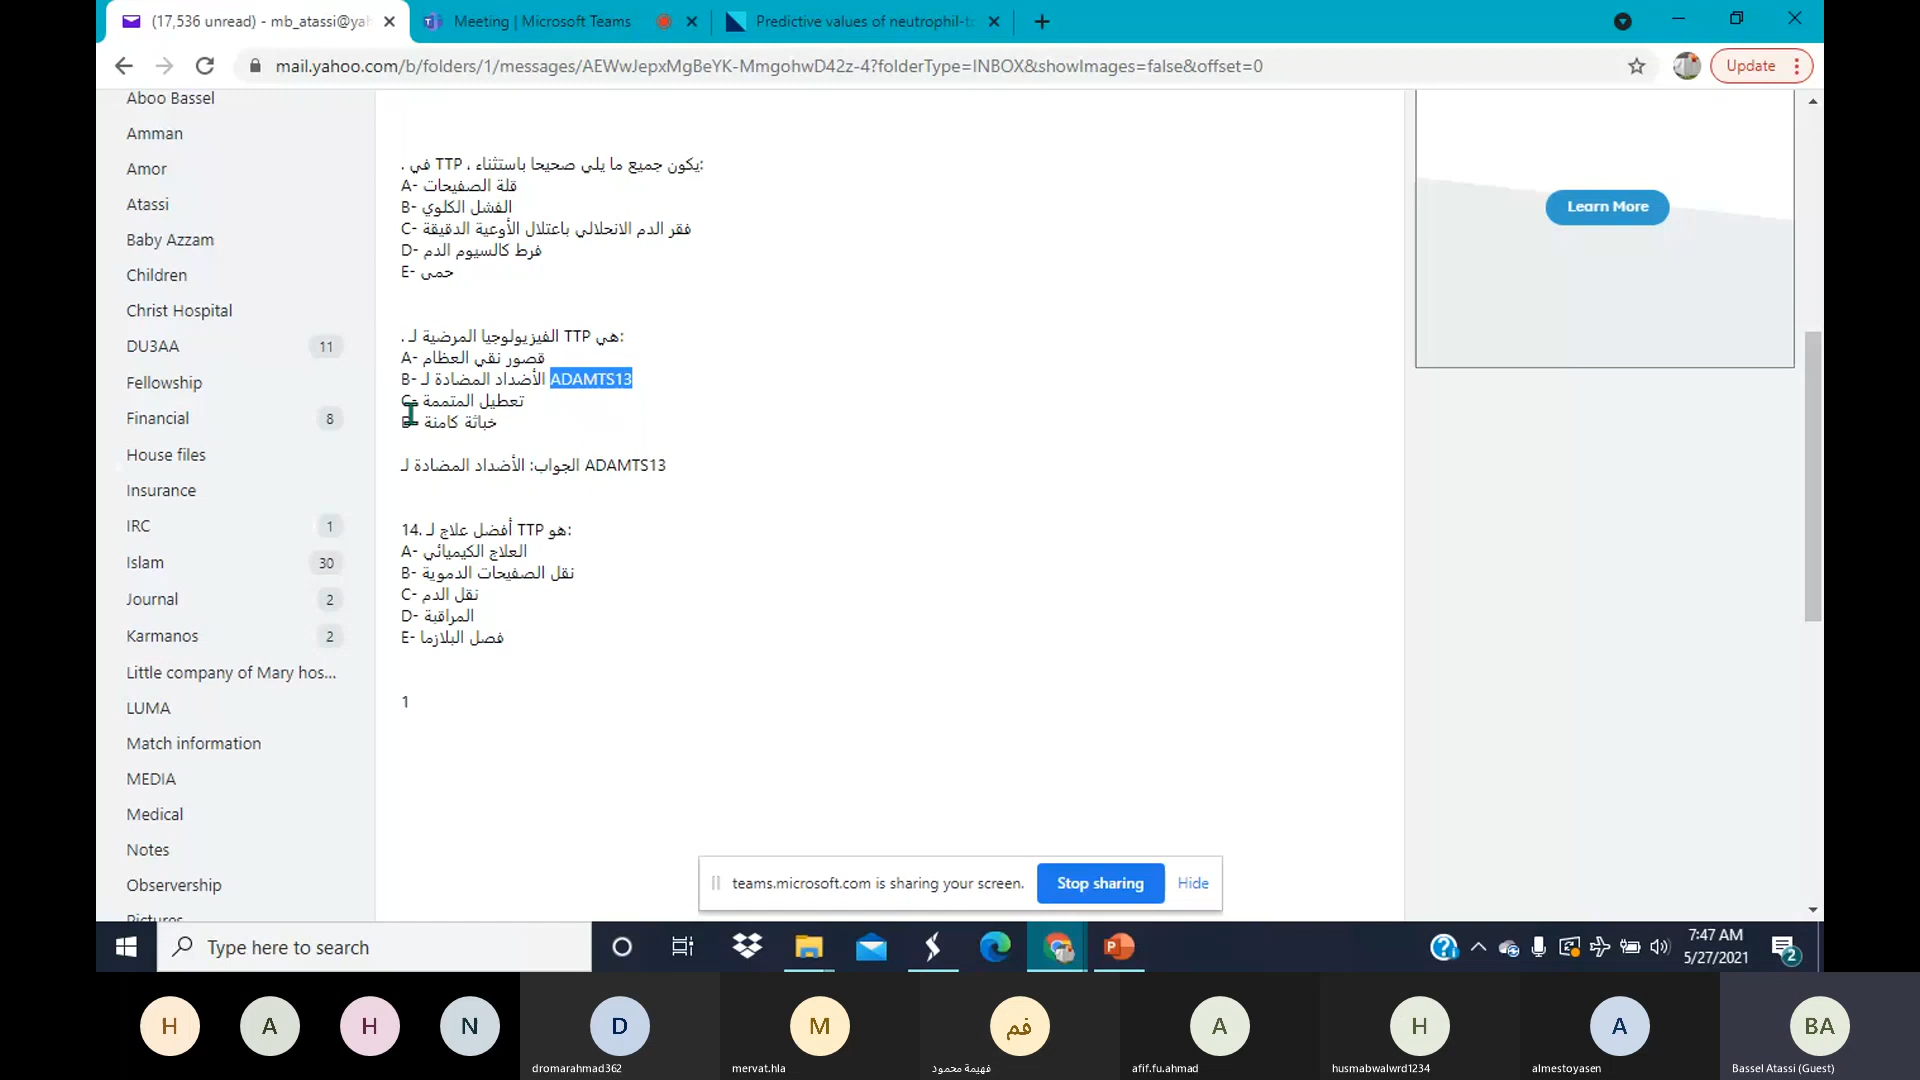 (17,536 unread) - mb_atassi@yah
Meeting | Microsoft Teams
Predictive values of neutrophil-to
mail.yahoo.com/b/folders/1/messages/AEWwJepxMgBeYK-MmgohwD42z-4?folderType=INBOX&showImages=false&offset=0
Update
Aboo Bassel
Amman
Amor
Atassi
Baby Azzam
Children
Christ Hospital
DU3AA 11
Fellowship
Financial 8
House files
Insurance
IRC 1
Islam 30
Journal 2
Karmanos 2
Little company of Mary hos...
LUMA
Match information
MEDIA
Medical
Notes
Observership
Pictures
. في TTP ، يكون جميع ما يلي صحيحا باستثناء:
A- قلة الصفيحات
B- الفشل الكلوي
C- فقر الدم الانحلالي باعتلال الأوعية الدقيقة
D- فرط كالسيوم الدم
E- حمى
. الفيزيولوجيا المرضية لـ TTP هي:
A- قصور نقي العظام
B- الأضداد المضادة لـ ADAMTS13
C- تعطيل المتممة
D- خباثة كامنة
الجواب: الأضداد المضادة لـ ADAMTS13
14. أفضل علاج لـ TTP هو:
A- العلاج الكيميائي
B- نقل الصفيحات الدموية
C- نقل الدم
D- المراقبة
E- فصل البلازما
1
Learn More
teams.microsoft.com is sharing your screen.
Stop sharing
Hide
Type here to search
7:47 AM
5/27/2021
2
H
A
H
N
D
M
فم
A
H
A
BA
dromarahmad362
mervat.hla
فهيمة محمود
afif.fu.ahmad
husmabwalwrd1234
almestoyasen
Bassel Atassi (Guest)